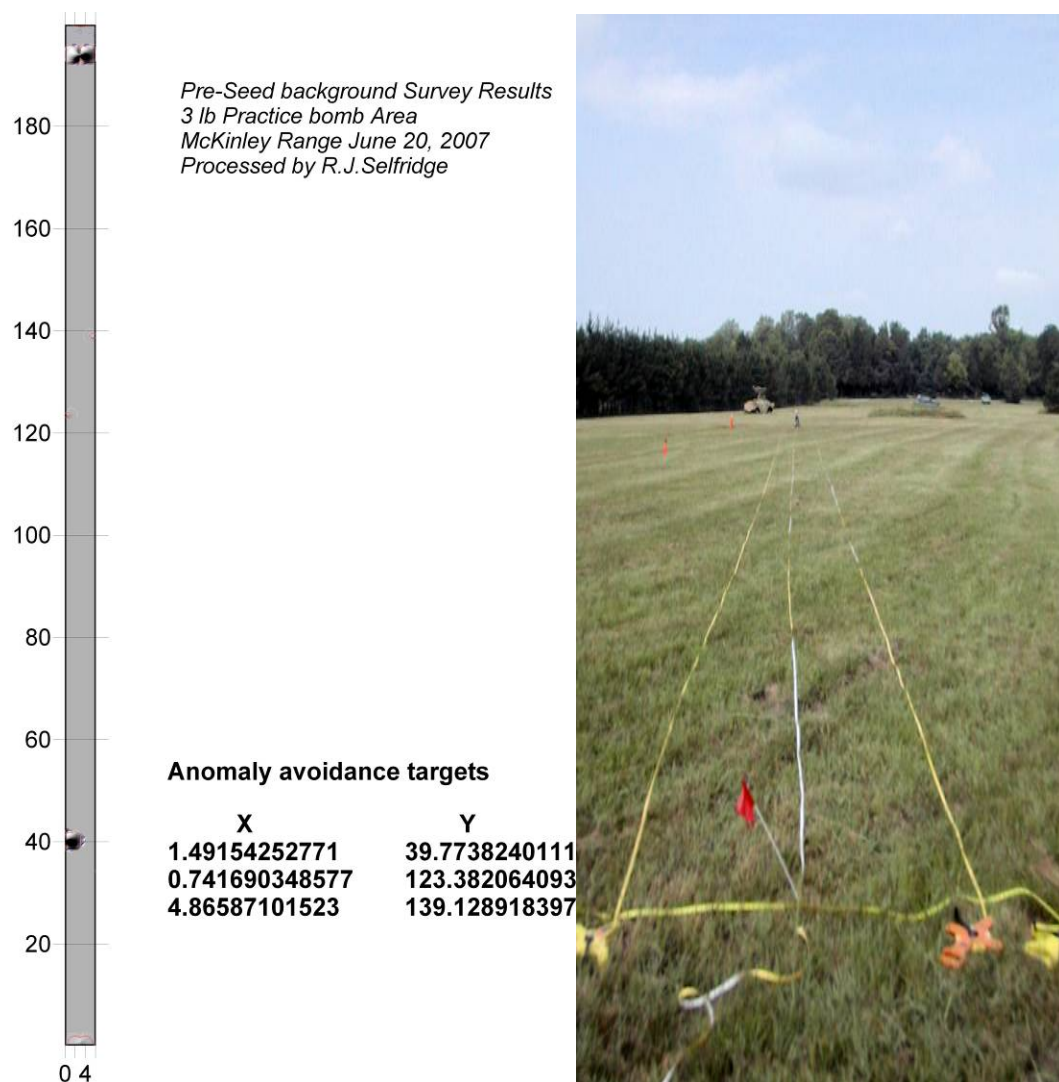 Pre-Seed background Survey Results
3 lb Practice bomb Area
McKinley Range June 20, 2007
Processed by R.J.Selfridge
180
160
140
120
100
80
60
40
20
0 4
Anomaly avoidance targets
X Y
1.49154252771 39.7738240111
0.741690348577 123.382064093
4.86587101523 139.128918397